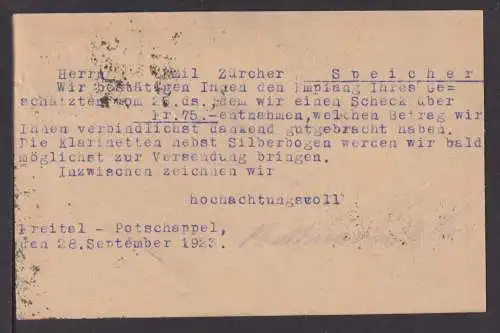 Herrn Emil Zürcher Speicher
Wir bestätigen Ihnen den Empfang Ihres Ge=
schätzten vom 26.ds., dem wir einen Scheck über
Fr.75.-entnahmen,welchen Betrag wir
Ihnen verbindlichst dankend gutgebracht haben.
Die Klarinetten nebst Silberbogen werden wir bald
möglichst zur Versendung bringen.
Inzwischen zeichnen wir
hochachtungsvoll
Freital - Potschappel,
den 28.September 1923.